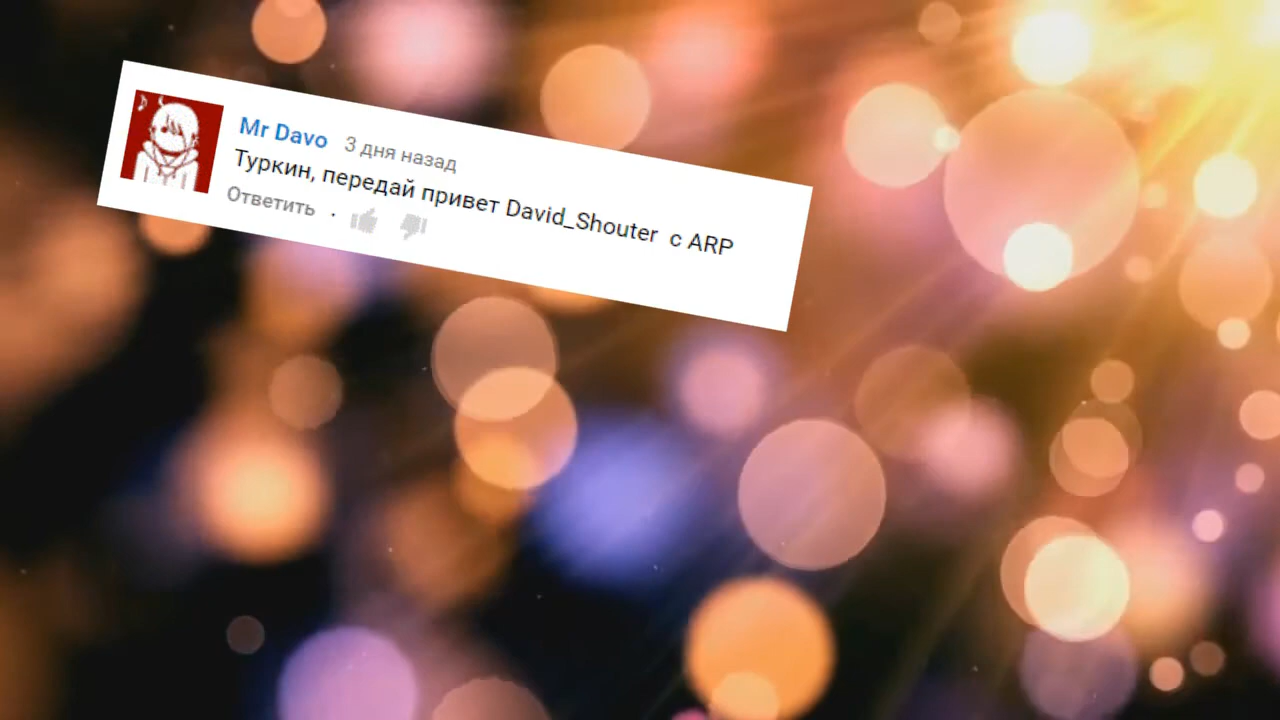 Mr Davo 3 дня назад
Туркин, передай привет David_Shouter с ARP
Ответить